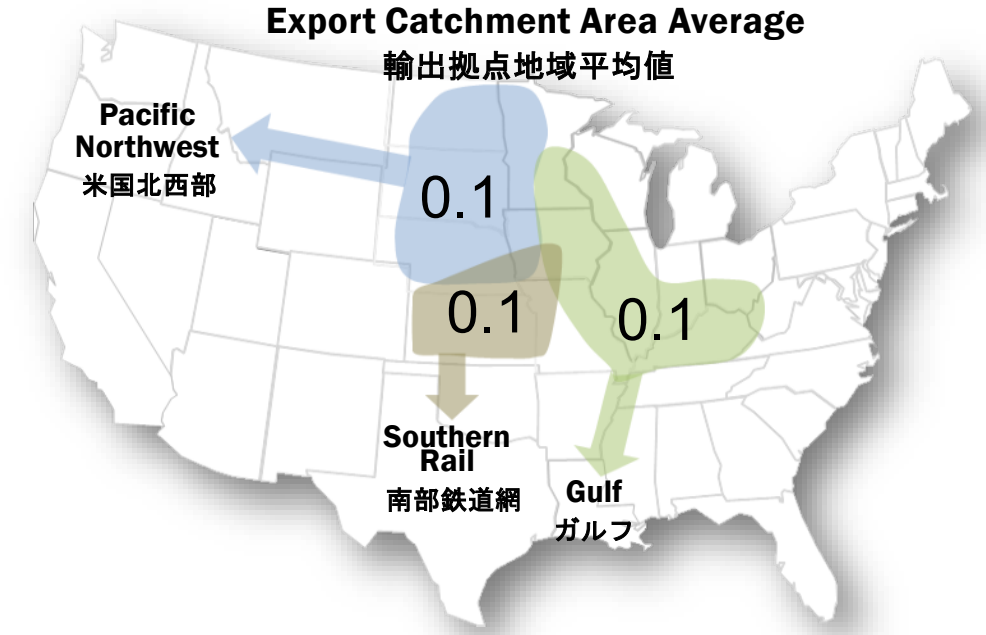 Export Catchment Area Average
輸出拠点地域平均値
Pacific
Northwest
米国北西部
0.1
0.1
0.1
Southern
Rail
南部鉄道網
Gulf
ガルフ